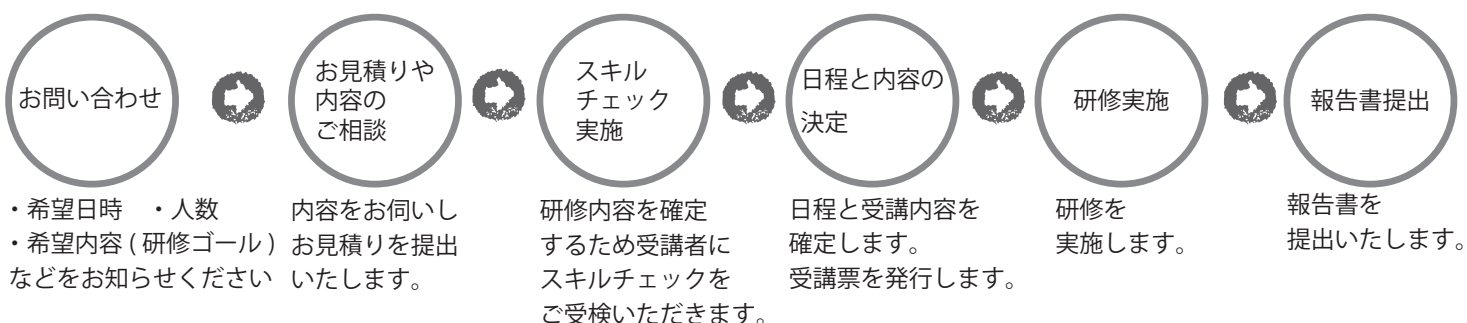 お問い合わせ
お見積りや
内容の
ご相談
スキル
チェック
実施
日程と内容の
決定
研修実施
報告書提出
・希望日時　・人数
・希望内容 ( 研修ゴール )
などをお知らせください
内容をお伺いし
お見積りを提出
いたします。
研修内容を確定
するため受講者に
スキルチェックを
ご受検いただきます。
日程と受講内容を
確定します。
受講票を発行します。
研修を
実施します。
報告書を
提出いたします。